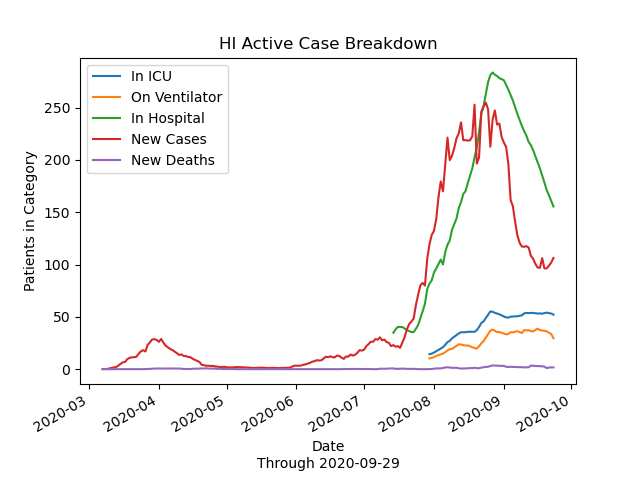 HI Active Case Breakdown
In ICU
On Ventilator
In Hospital
New Cases
New Deaths
Patients in Category
250
200
150
100
50
0
2020-03
2020-04
2020-05
2020-06
2020-07
2020-08
2020-09
2020-10
Date
Through 2020-09-29